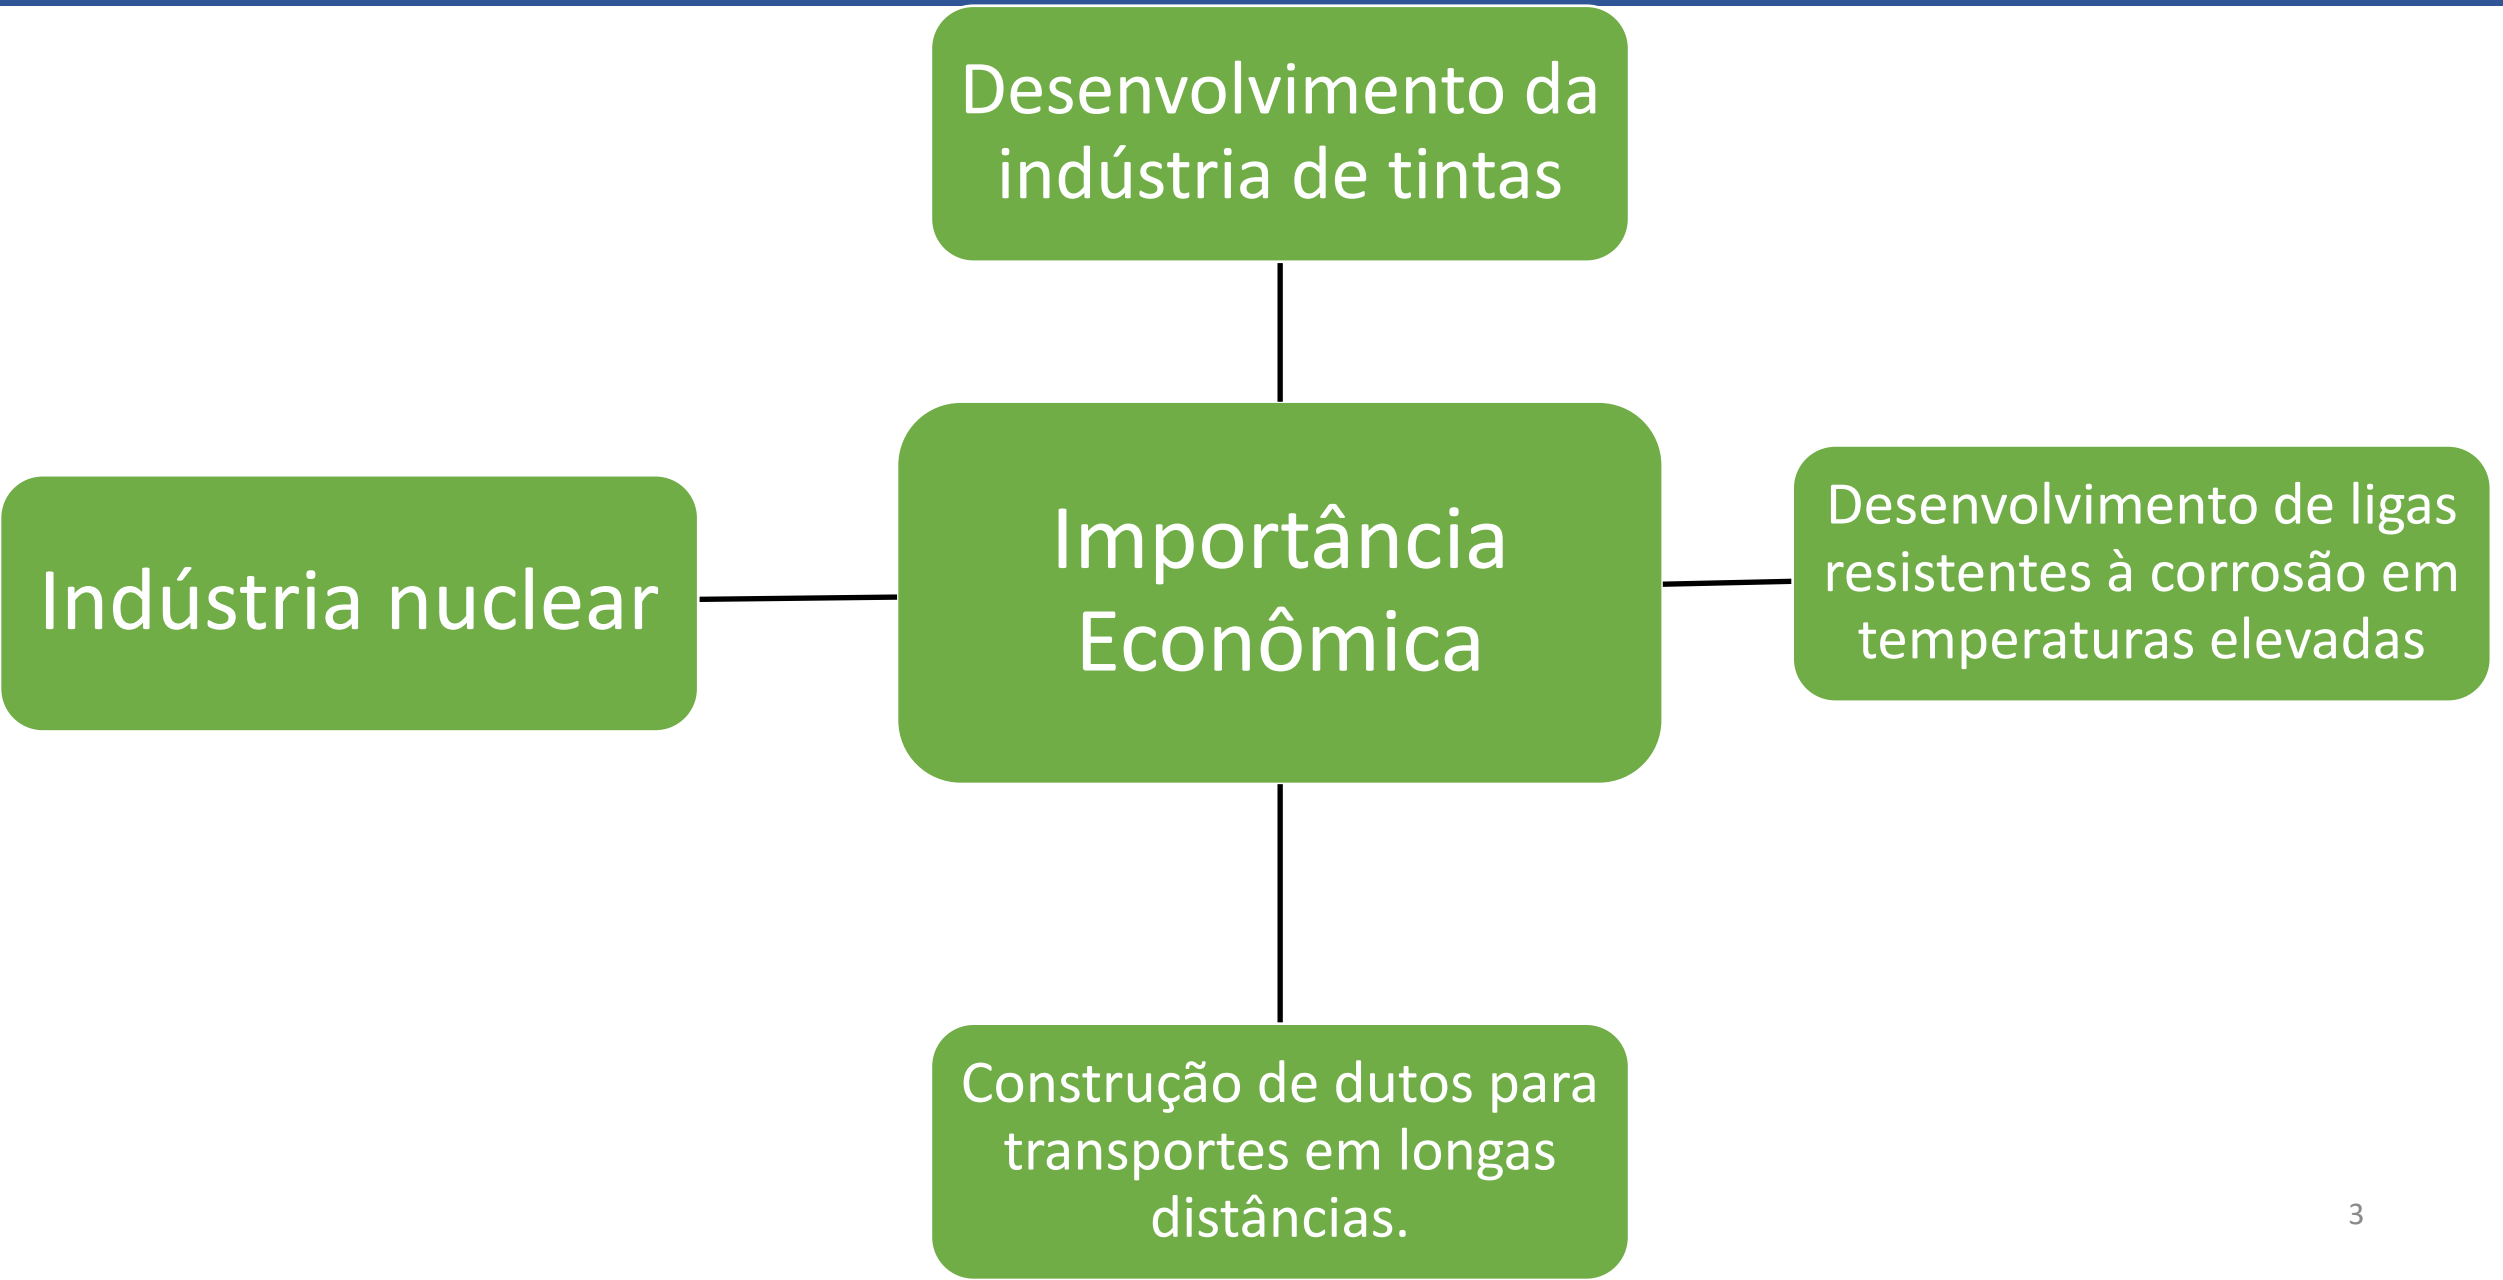 Desenvolvimento da
indústria de tintas
Indústria nuclear
Importância
Econômica
Desenvolvimento de ligas
resistentes à corrosão em
temperaturas elevadas
Construção de dutos para
transportes em longas
distâncias.
3